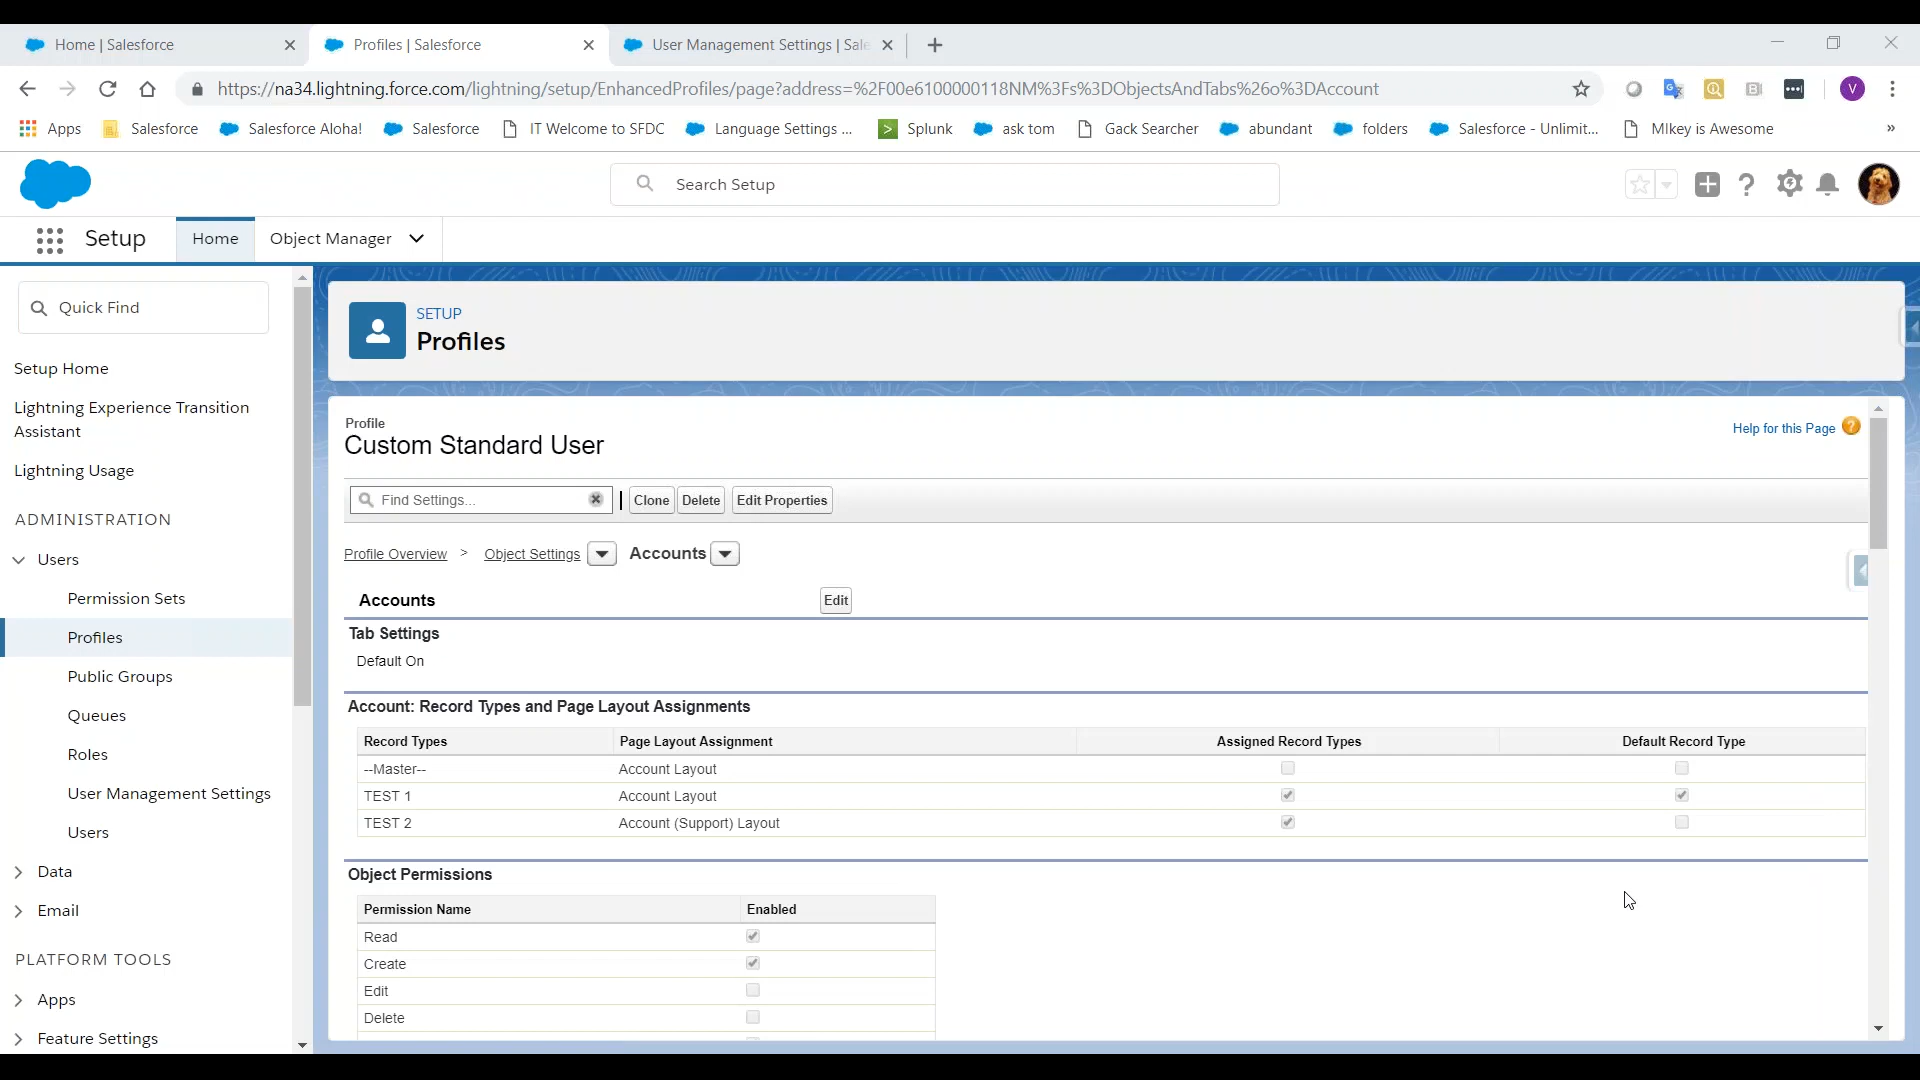 Home | Salesforce
Profiles | Salesforce
User Management Settings | Sale
https://na34.lightning.force.com/lightning/setup/EnhancedProfiles/page?address=%2F00e6100000118NM%3Fs%3DObjectsAndTabs%26o%3DAccount
V
Apps
Salesforce
Salesforce Aloha!
Salesforce
IT Welcome to SFDC
Language Settings ...
Splunk
ask tom
Gack Searcher
abundant
folders
Salesforce - Unlimit...
MIkey is Awesome
»
Search Setup
Setup
Home
Object Manager
Quick Find
Setup Home
Lightning Experience Transition
Assistant
Lightning Usage
ADMINISTRATION
Users
Permission Sets
Profiles
Public Groups
Queues
Roles
User Management Settings
Users
Data
Email
PLATFORM TOOLS
Apps
Feature Settings
SETUP
Profiles
Profile
Custom Standard User
Help for this Page
Find Settings...
Clone
Delete
Edit Properties
Profile Overview > Object Settings Accounts
Accounts
Edit
Tab Settings
Default On
Account: Record Types and Page Layout Assignments
Record Types Page Layout Assignment Assigned Record Types Default Record Type
--Master-- Account Layout
TEST 1 Account Layout
TEST 2 Account (Support) Layout
Object Permissions
Permission Name Enabled
Read
Create
Edit
Delete